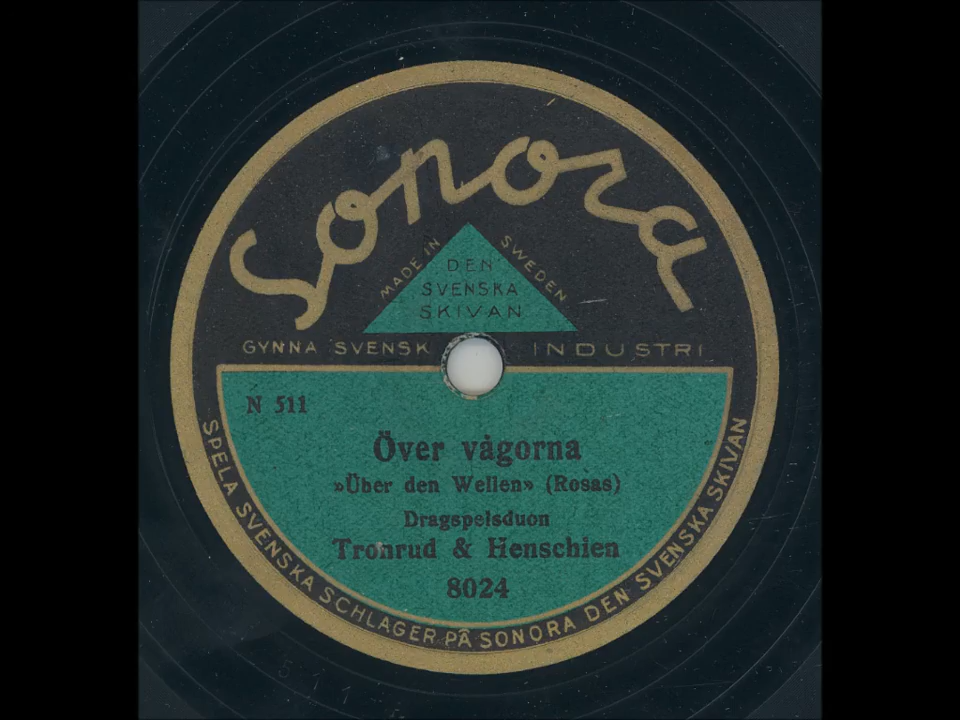 Sonora
MADE IN SWEDEN
DEN
SVENSKA
SKIVAN
GYNNA SVENSK INDUSTRI
N 511
Över vågorna
»Über den Wellen» (Rosas)
Dragspelsduon
Tronrud & Henschien
8024
SPELA SVENSKA SCHLAGER PÅ SONORA DEN SVENSKA SKIVAN
511